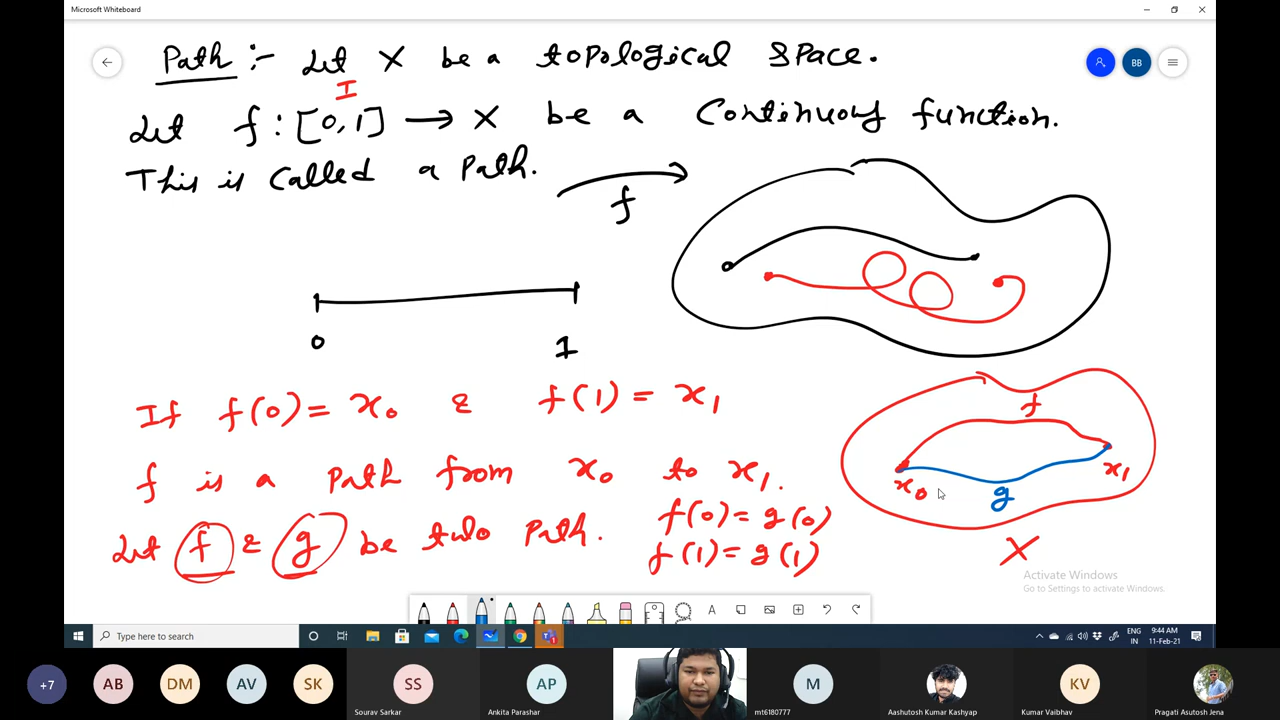 Microsoft Whiteboard
Path :- Let X be a topological space.
I
Let f : [0,1] → X be a Continuous function.
This is Called a Path.
f
0 1
If f(0) = x₀ & f(1) = x₁
f is a Path from x₀ to x₁.
Let f & g be two Path.
f(0) = g(0)
f(1) = g(1)
f
x₀ x₁
g
X
BB
Activate Windows
Go to Settings to activate Windows.
A
Type here to search
ENG
IN
9:44 AM
11-Feb-21
+7 AB DM AV SK SS AP M KV
Sourav Sarkar Ankita Parashar mt6180777 Aashutosh Kumar Kashyap Kumar Vaibhav Pragati Asutosh Jena